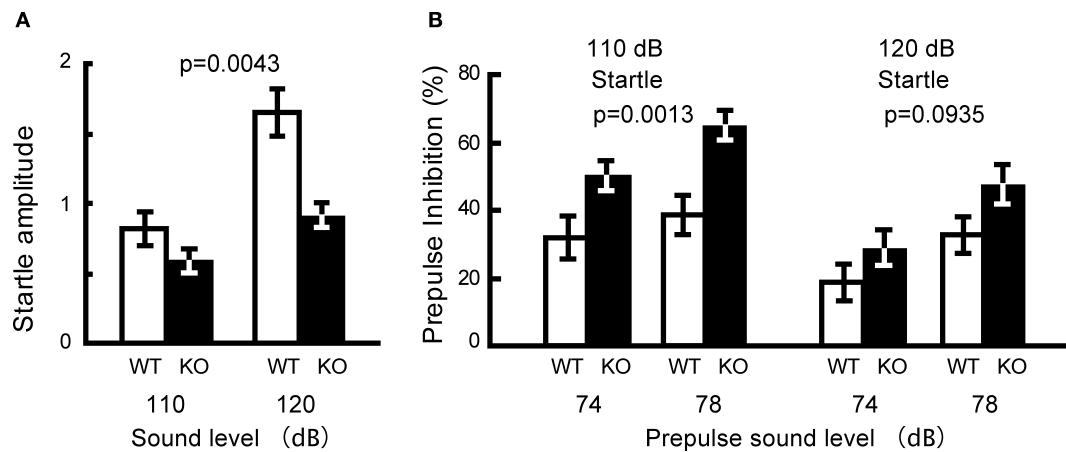 A
2
p=0.0043
1
0
Startle amplitude
WT KO WT KO
110 120
Sound level (dB)
B
110 dB
Startle
p=0.0013
120 dB
Startle
p=0.0935
80
60
40
20
0
Prepulse Inhibition (%)
WT KO WT KO WT KO WT KO
74 78 74 78
Prepulse sound level (dB)